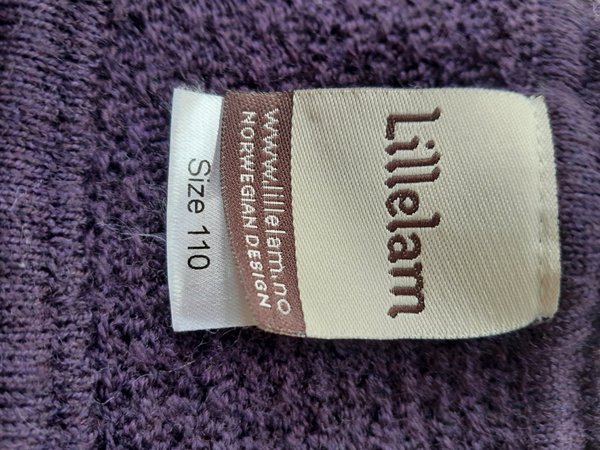 Lillelam
www.lillelam.no
NORWEGIAN DESIGN
Size 110